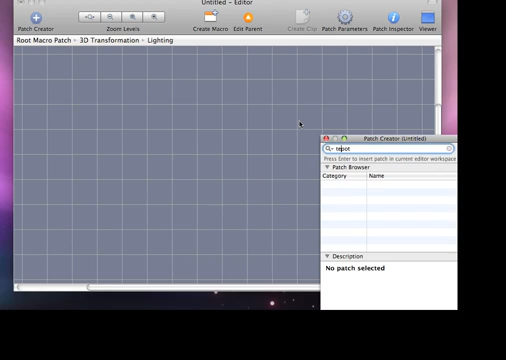 Untitled - Editor
Patch Creator
Zoom Levels
Create Macro
Edit Parent
Create Clip
Patch Parameters
Patch Inspector
Viewer
Root Macro Patch
3D Transformation
Lighting
Patch Creator (Untitled)
tepot
Press Enter to insert patch in current editor workspace
Patch Browser
Category
Name
Description
No patch selected